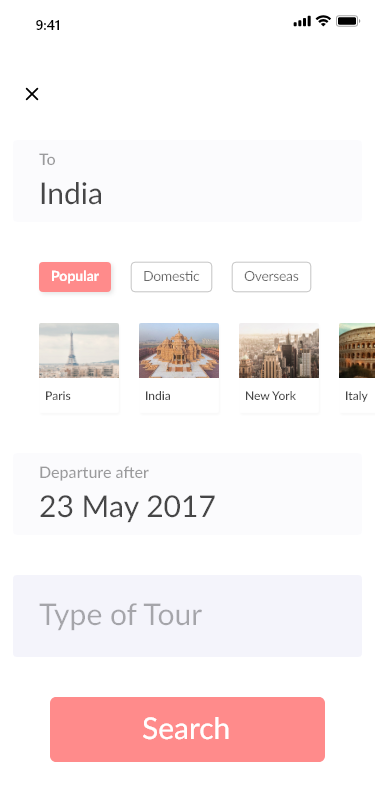 9:41
To
India
Popular Domestic Overseas
Paris India New York Italy
Departure after
23 May 2017
Type of Tour
Search